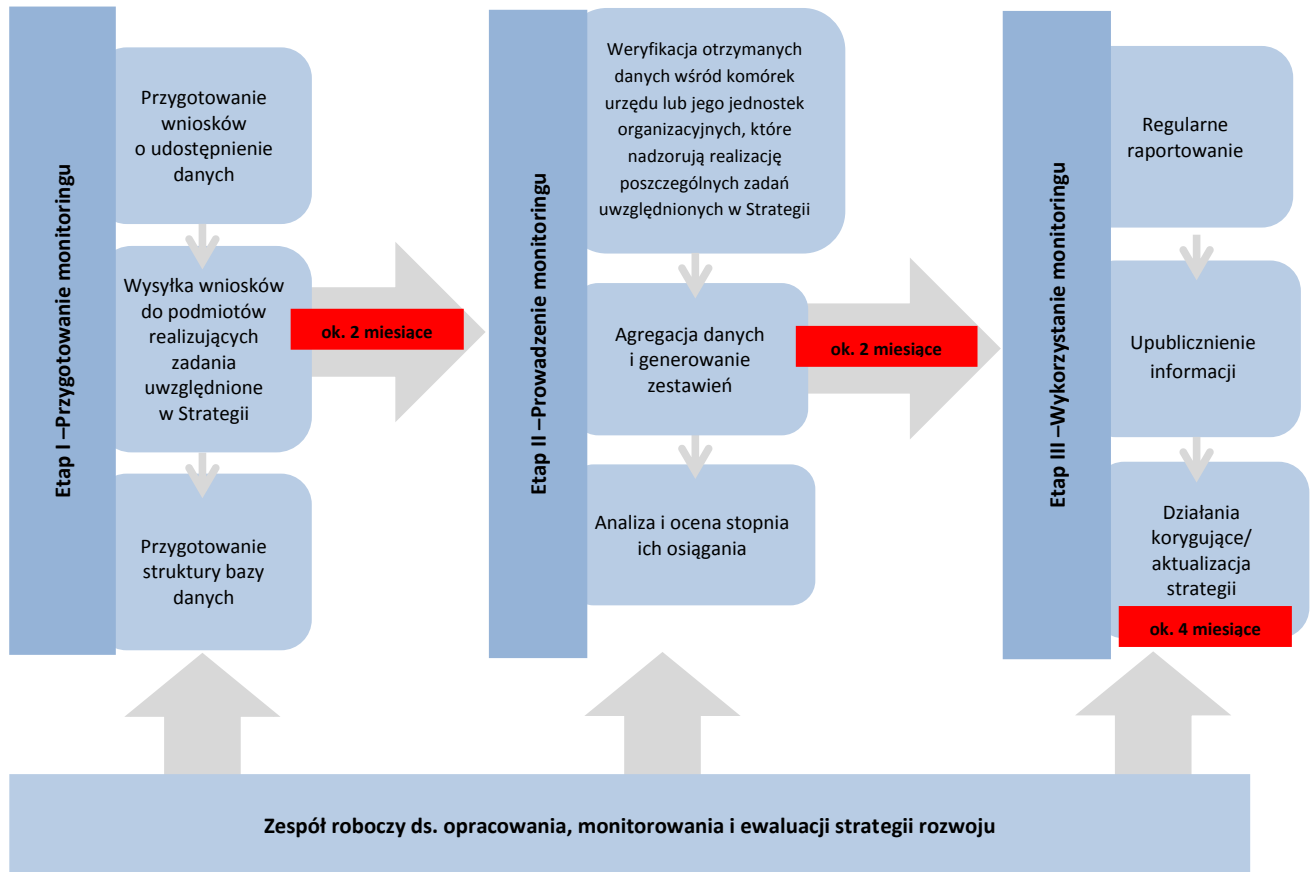 Etap I –Przygotowanie monitoringu
Przygotowanie
wniosków
o udostępnienie
danych
Wysyłka wniosków
do podmiotów
realizujących
zadania
uwzględnione
w Strategii
Przygotowanie
struktury bazy
danych
ok. 2 miesiące
Etap II –Prowadzenie monitoringu
Weryfikacja otrzymanych
danych wśród komórek
urzędu lub jego jednostek
organizacyjnych, które
nadzorują realizację
poszczególnych zadań
uwzględnionych w Strategii
Agregacja danych
i generowanie
zestawień
Analiza i ocena stopnia
ich osiągania
ok. 2 miesiące
Etap III –Wykorzystanie monitoringu
Regularne
raportowanie
Upublicznienie
informacji
Działania
korygujące/
aktualizacja
strategii
ok. 4 miesiące
Zespół roboczy ds. opracowania, monitorowania i ewaluacji strategii rozwoju